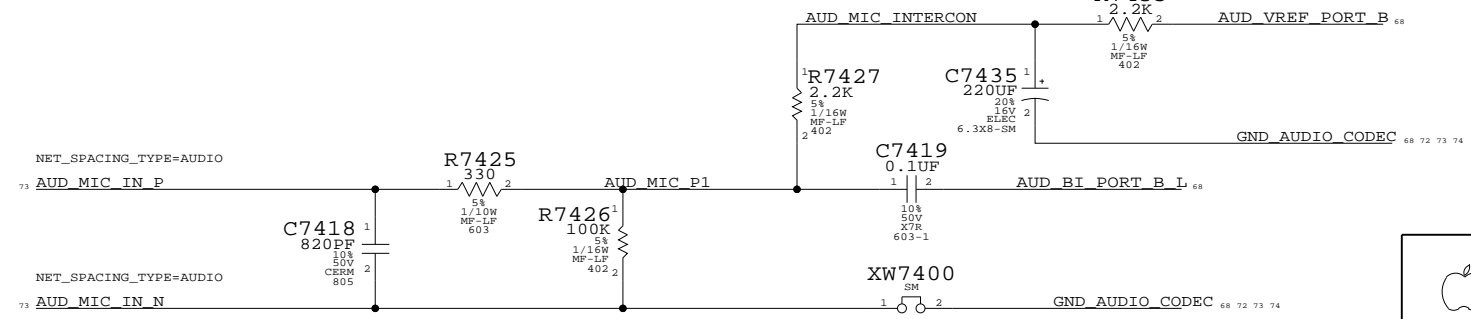 2.2K
AUD_MIC_INTERCON 1 2 AUD_VREF_PORT_B 68
5%
1/16W
MF-LF
402
1 R7427
2.2K
5%
1/16W
MF-LF
402
2
C7435 1 +
220UF
20%
16V 2
ELEC
6.3X8-SM
GND_AUDIO_CODEC 68 72 73 74
NET_SPACING_TYPE=AUDIO
R7425
330
C7419
0.1UF
73 AUD_MIC_IN_P 1 2 AUD_MIC_P1 1 2 AUD_BI_PORT_B_L 68
5%
1/10W
MF-LF
603
10%
50V
X7R
603-1
C7418 1
820PF
10%
50V
CERM 2
805
R7426 1
100K
5%
1/16W
MF-LF
402 2
NET_SPACING_TYPE=AUDIO
XW7400
SM
73 AUD_MIC_IN_N 1 2 GND_AUDIO_CODEC 68 72 73 74